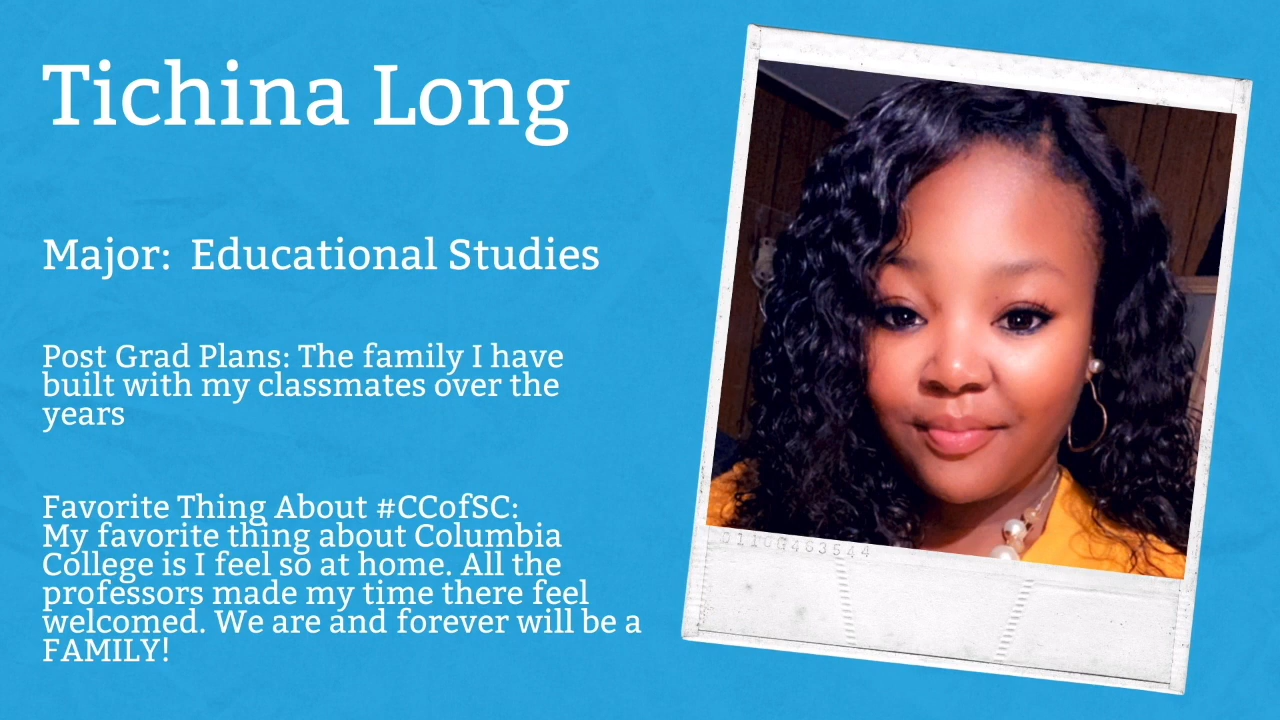 Tichina Long
Major: Educational Studies
Post Grad Plans: The family I have
built with my classmates over the
years
Favorite Thing About #CCofSC:
My favorite thing about Columbia
College is I feel so at home. All the
professors made my time there feel
welcomed. We are and forever will be a
FAMILY!
0110G463544